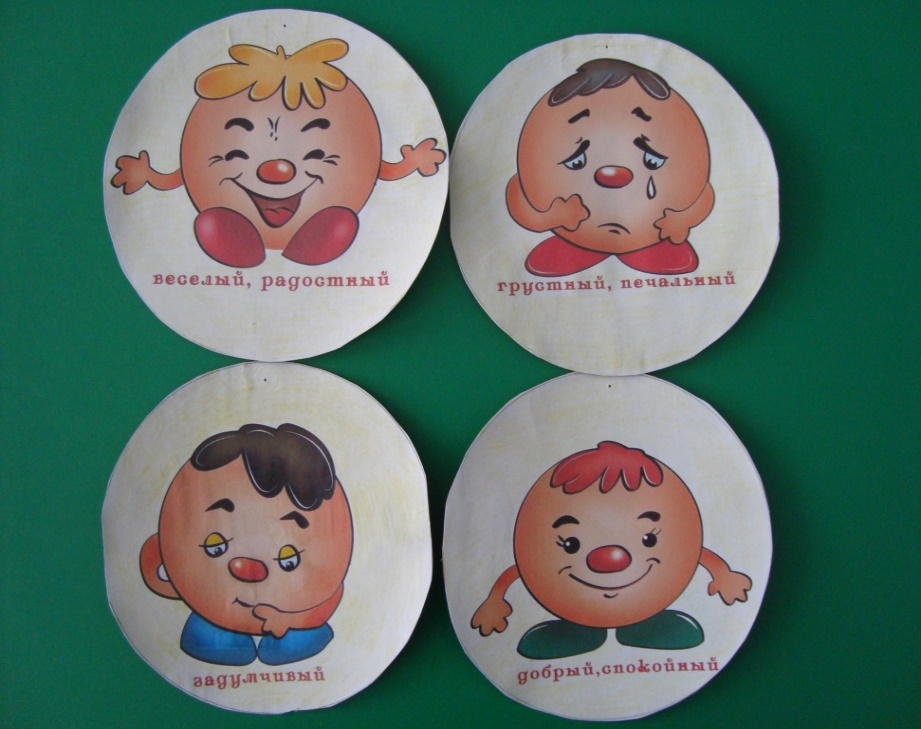 веселый, радостный
грустный, печальный
задумчивый
добрый,спокойный